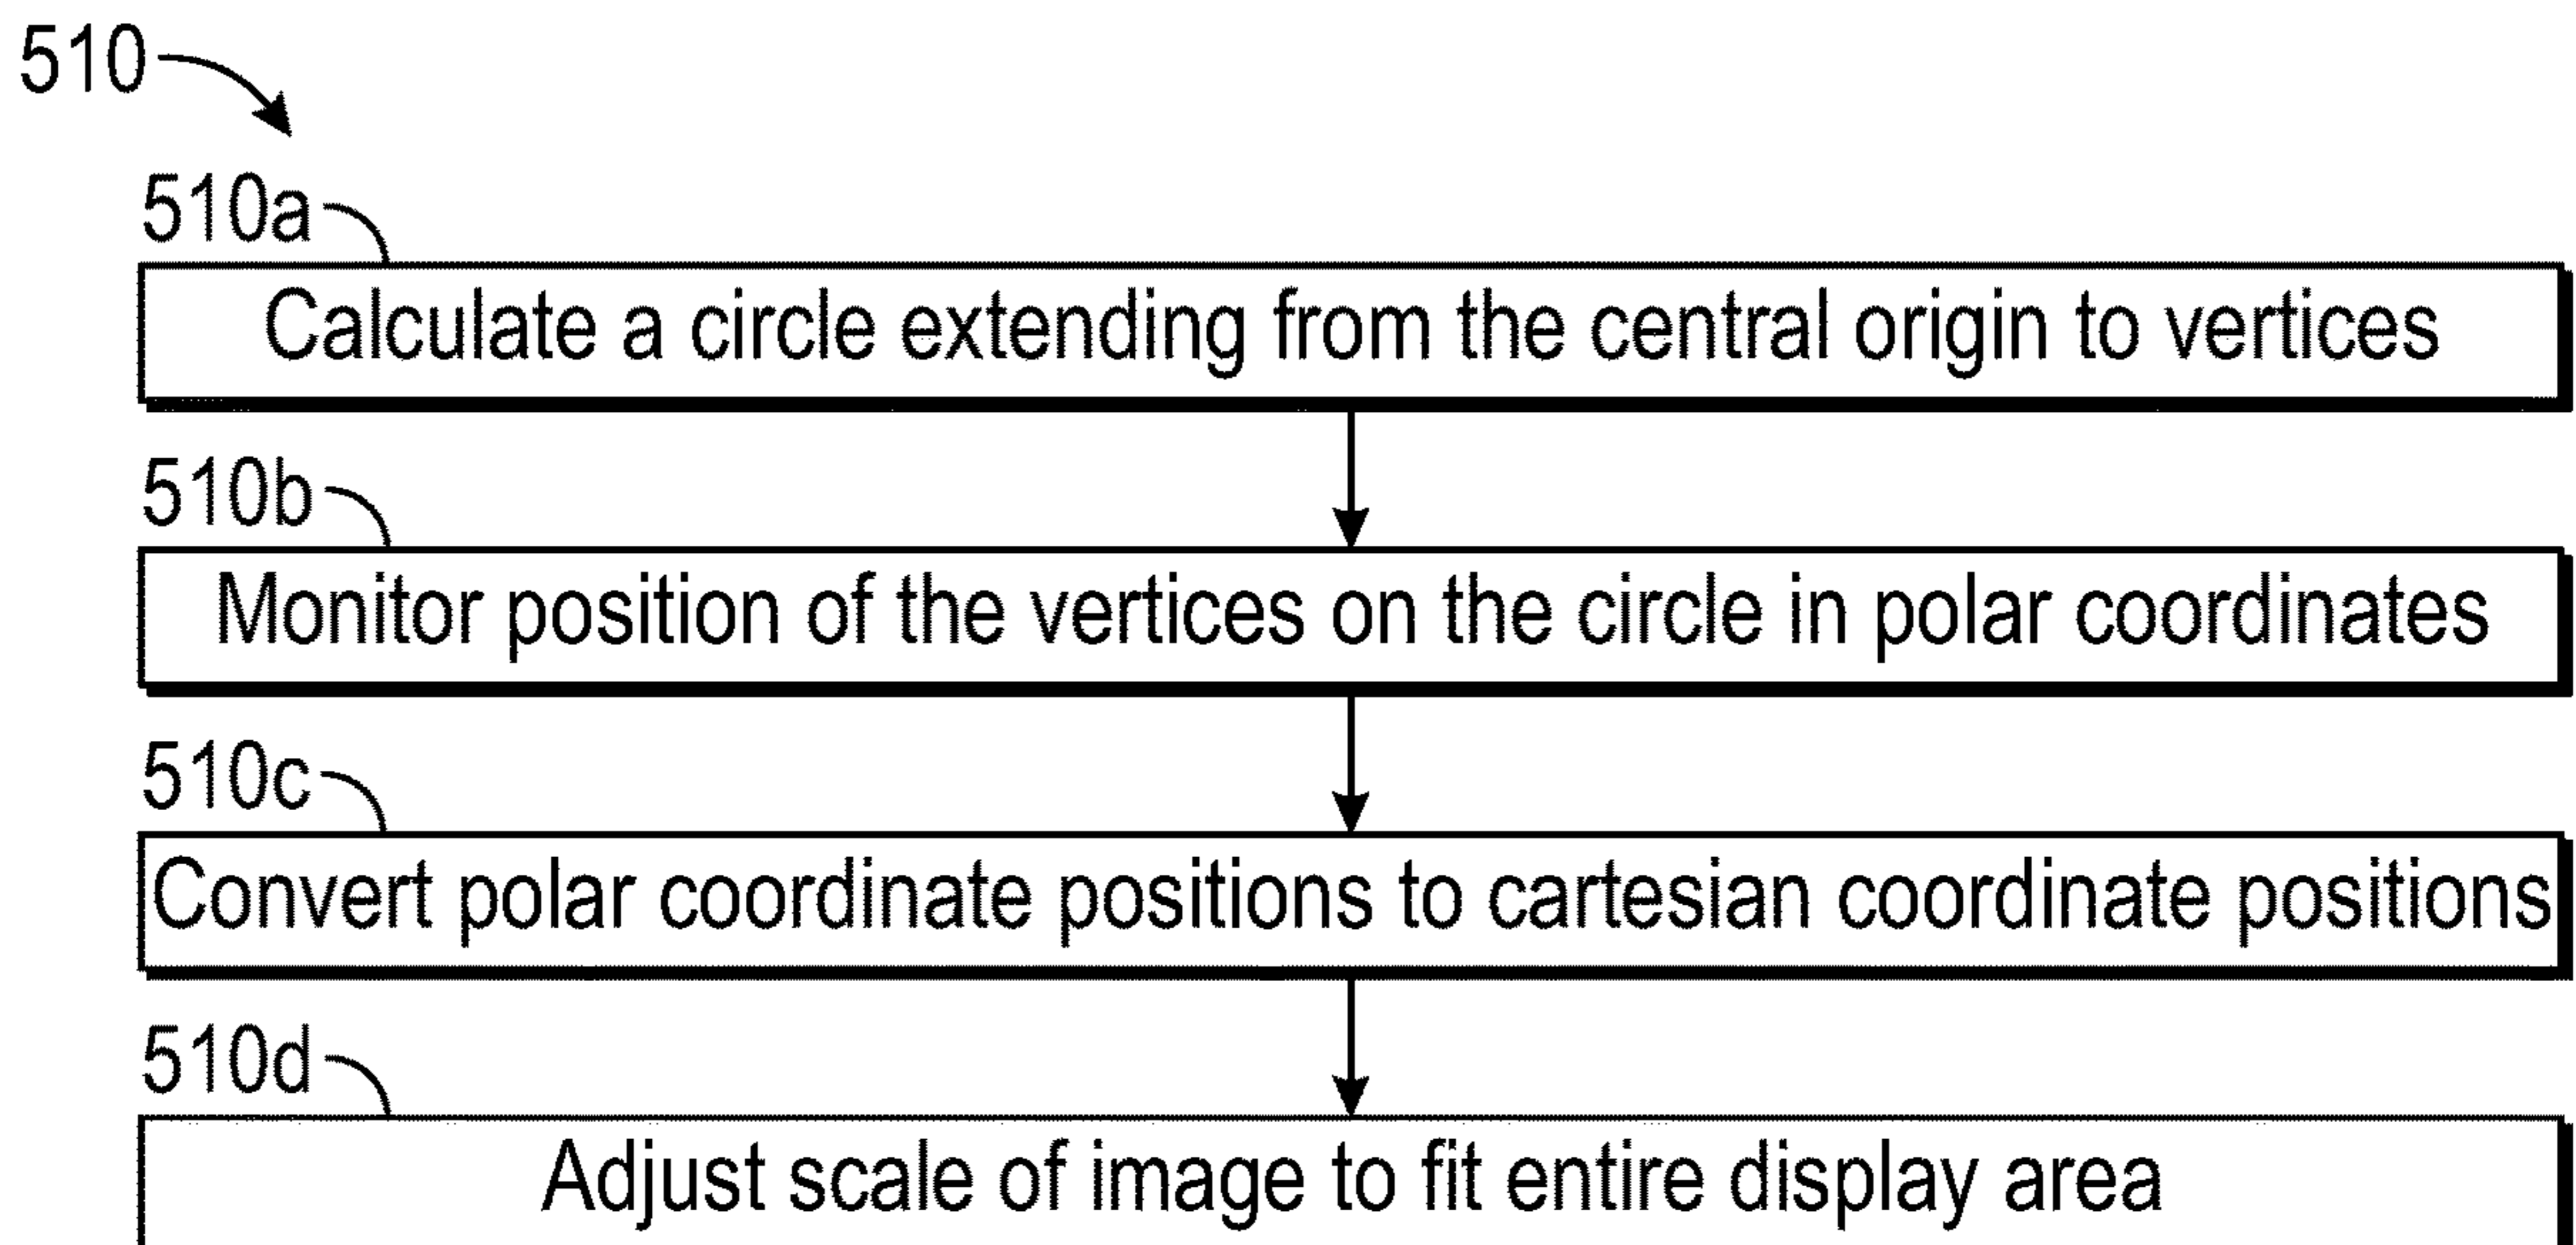 510
510a
Calculate a circle extending from the central origin to vertices
510b
Monitor position of the vertices on the circle in polar coordinates
510c
Convert polar coordinate positions to cartesian coordinate positions
510d
Adjust scale of image to fit entire display area